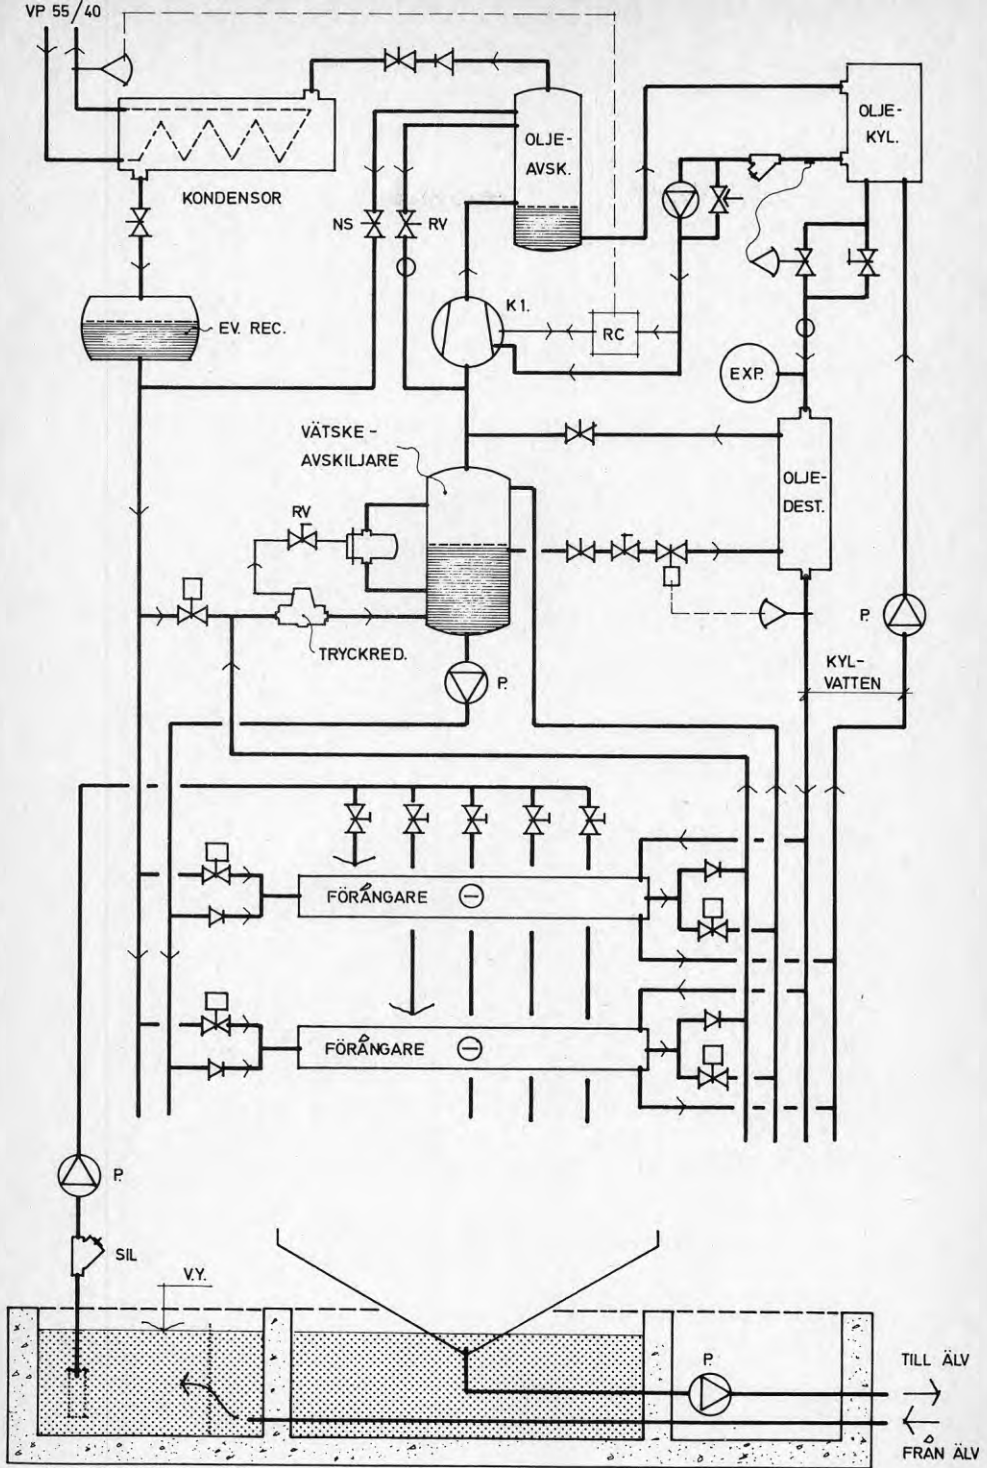 VP 55/40
OLJE-
KYL.
OLJE-
AVSK.
KONDENSOR
NS
RV
K1.
EV. REC.
RC
EXP.
VÄTSKE-
AVSKILJARE
OLJE-
DEST.
RV
TRYCKRED.
P.
P.
KYL-
VATTEN
FÖRÅNGARE
FÖRÅNGARE
P.
SIL
V.Y.
P.
TILL ÄLV
FRÅN ÄLV